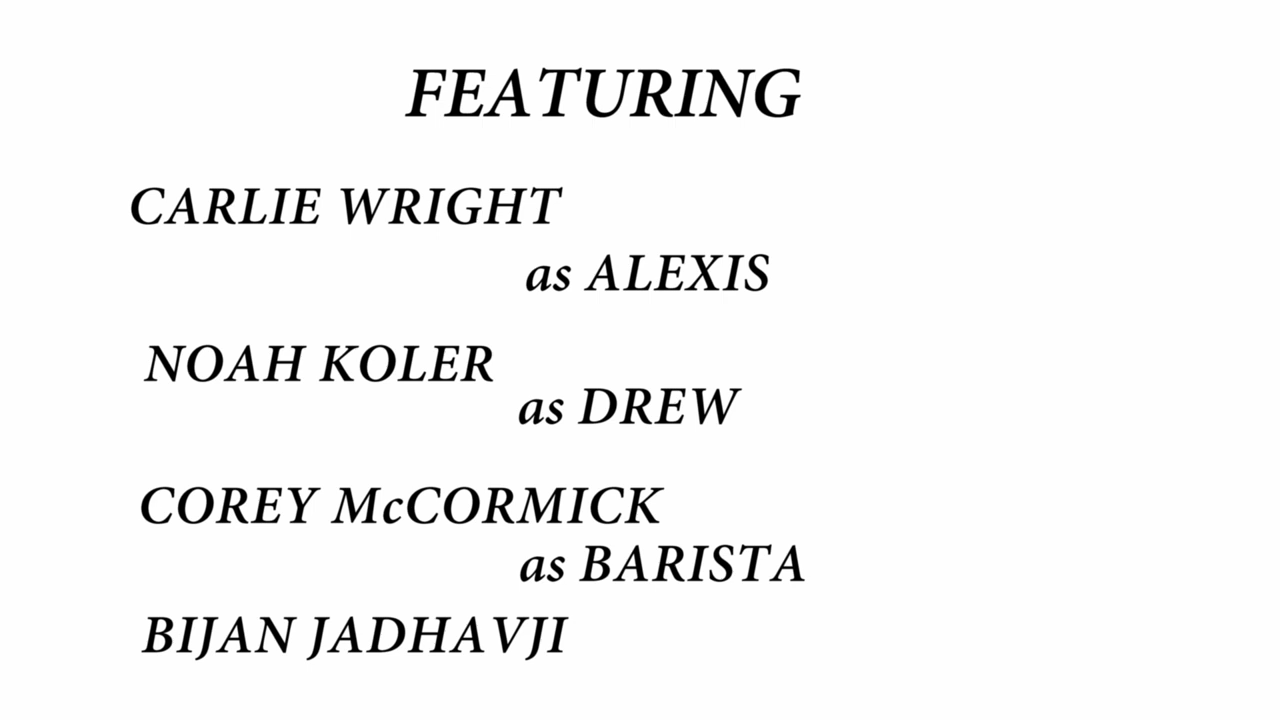 FEATURING
CARLIE WRIGHT
as ALEXIS
NOAH KOLER
as DREW
COREY McCORMICK
as BARISTA
BIJAN JADHAVJI